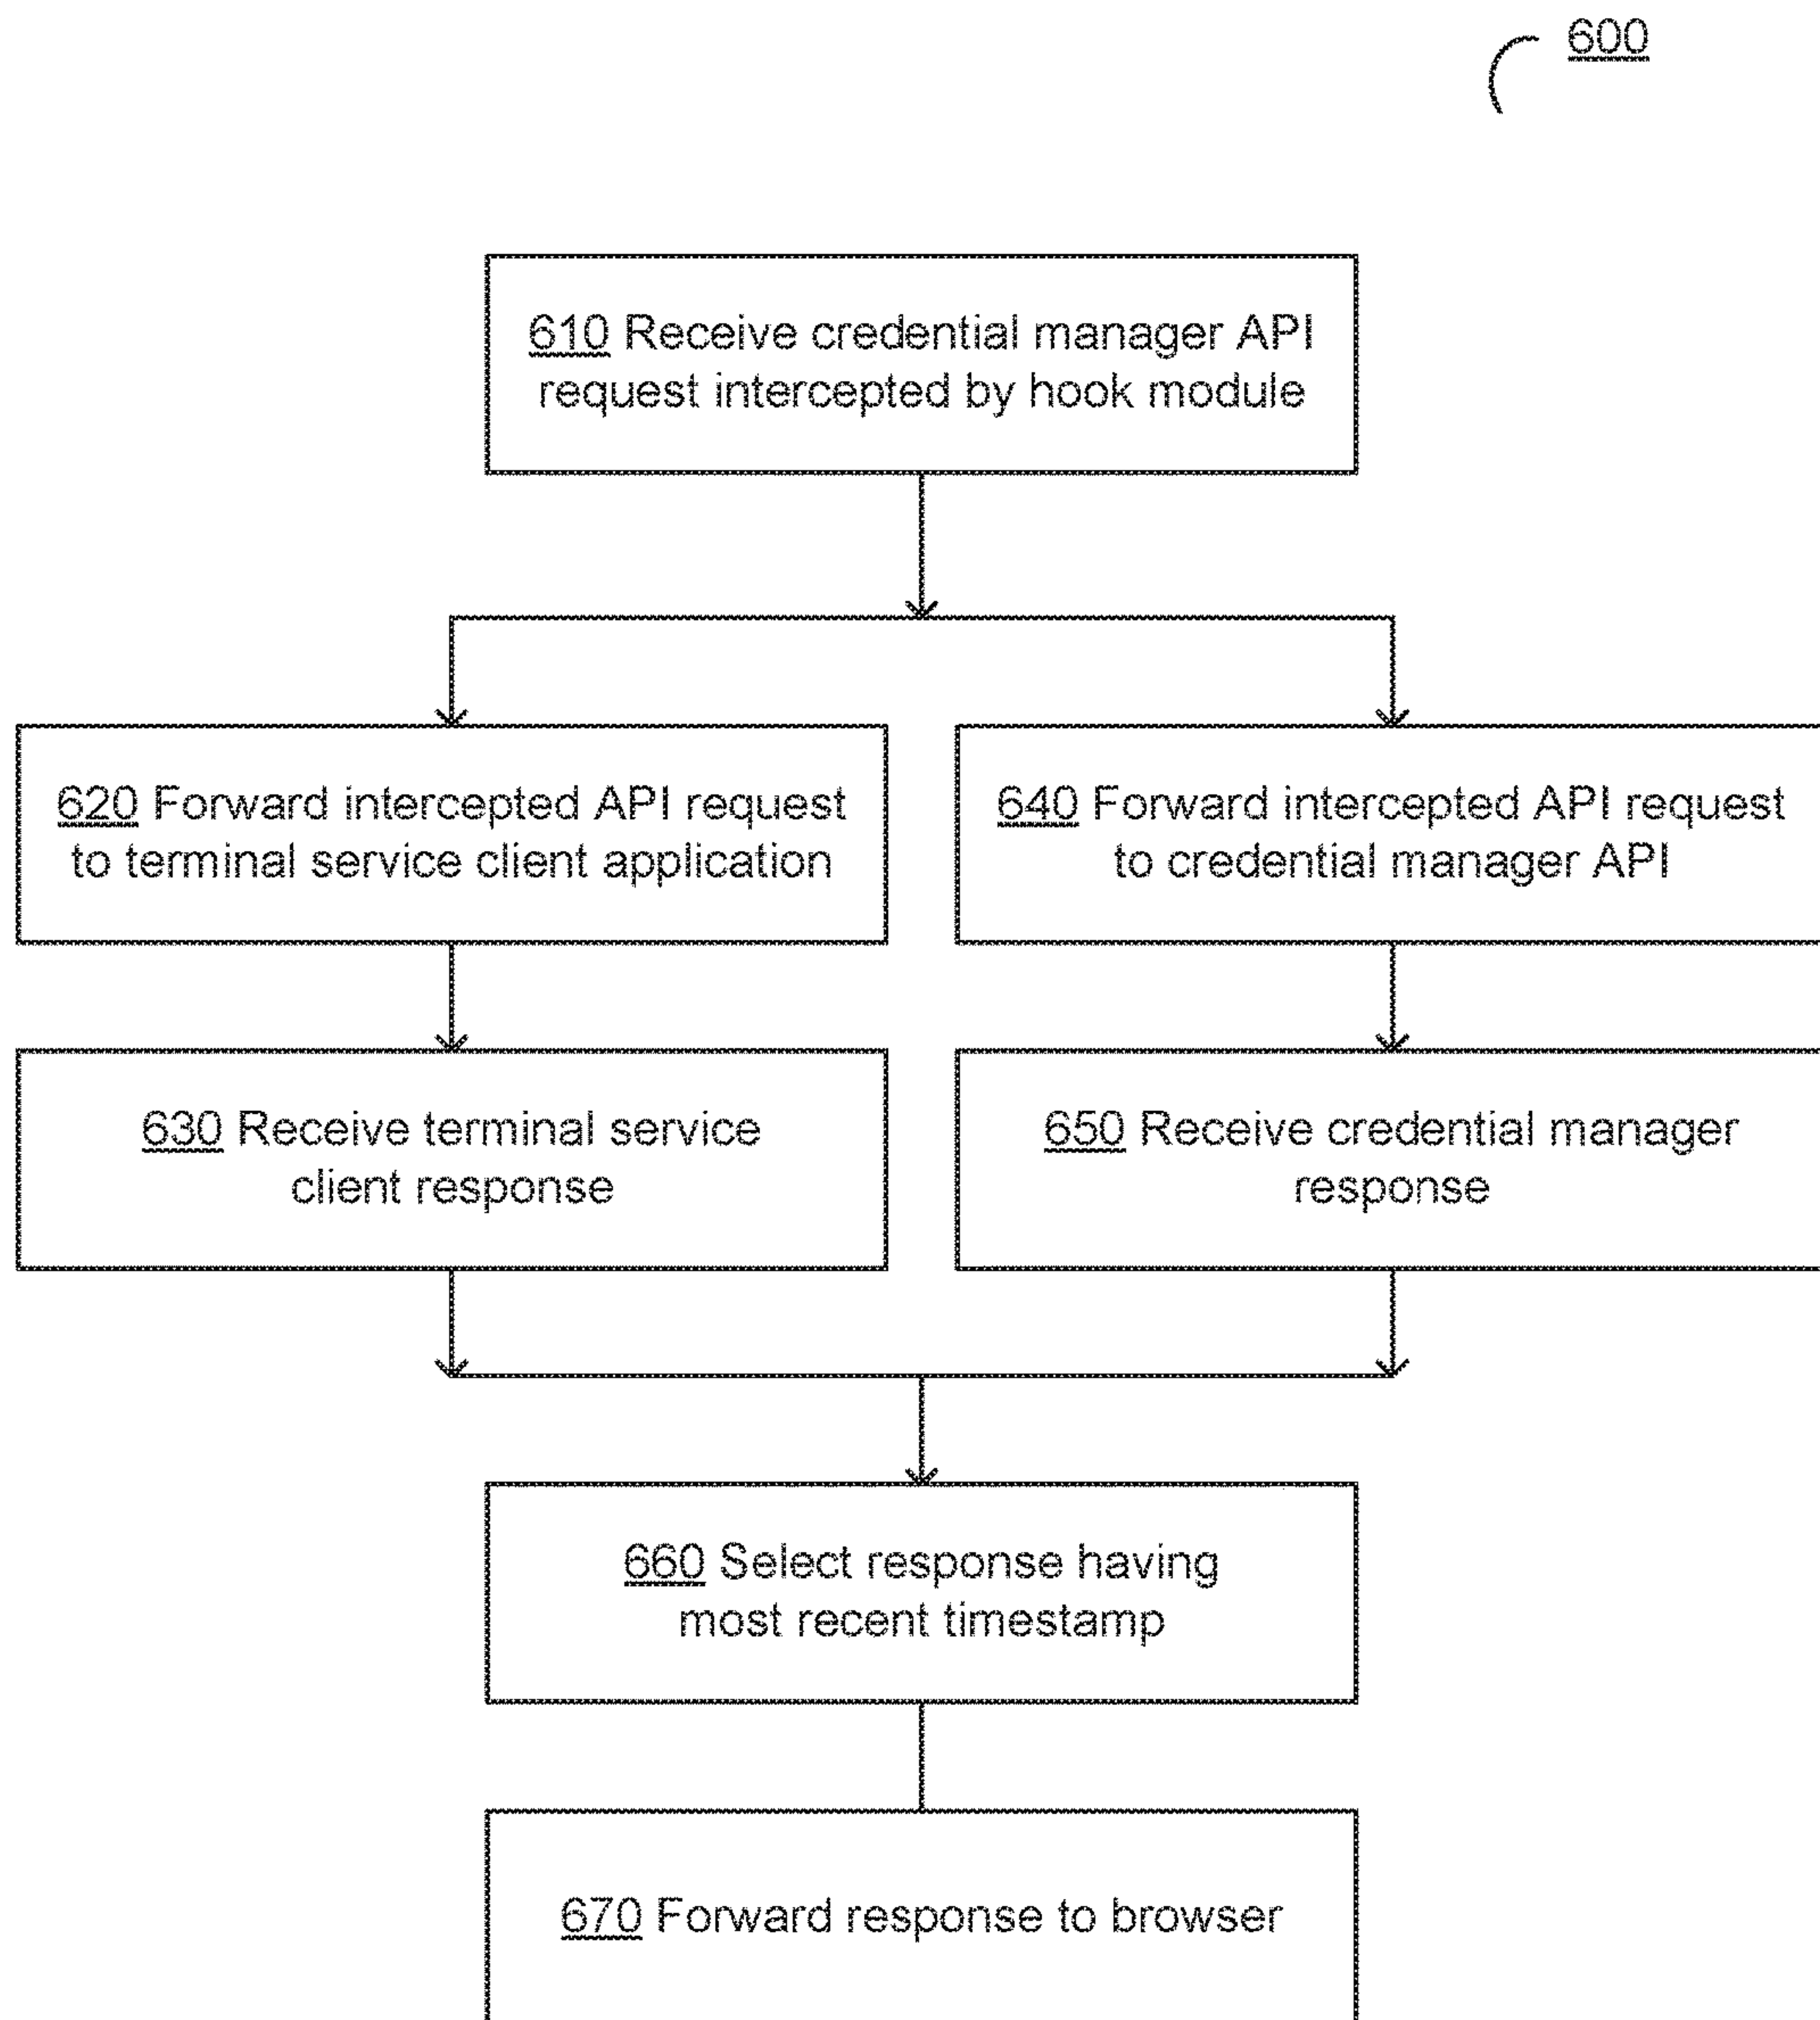 600
610 Receive credential manager API
request intercepted by hook module
620 Forward intercepted API request
to terminal service client application
640 Forward intercepted API request
to credential manager API
630 Receive terminal service
client response
650 Receive credential manager
response
660 Select response having
most recent timestamp
670 Forward response to browser